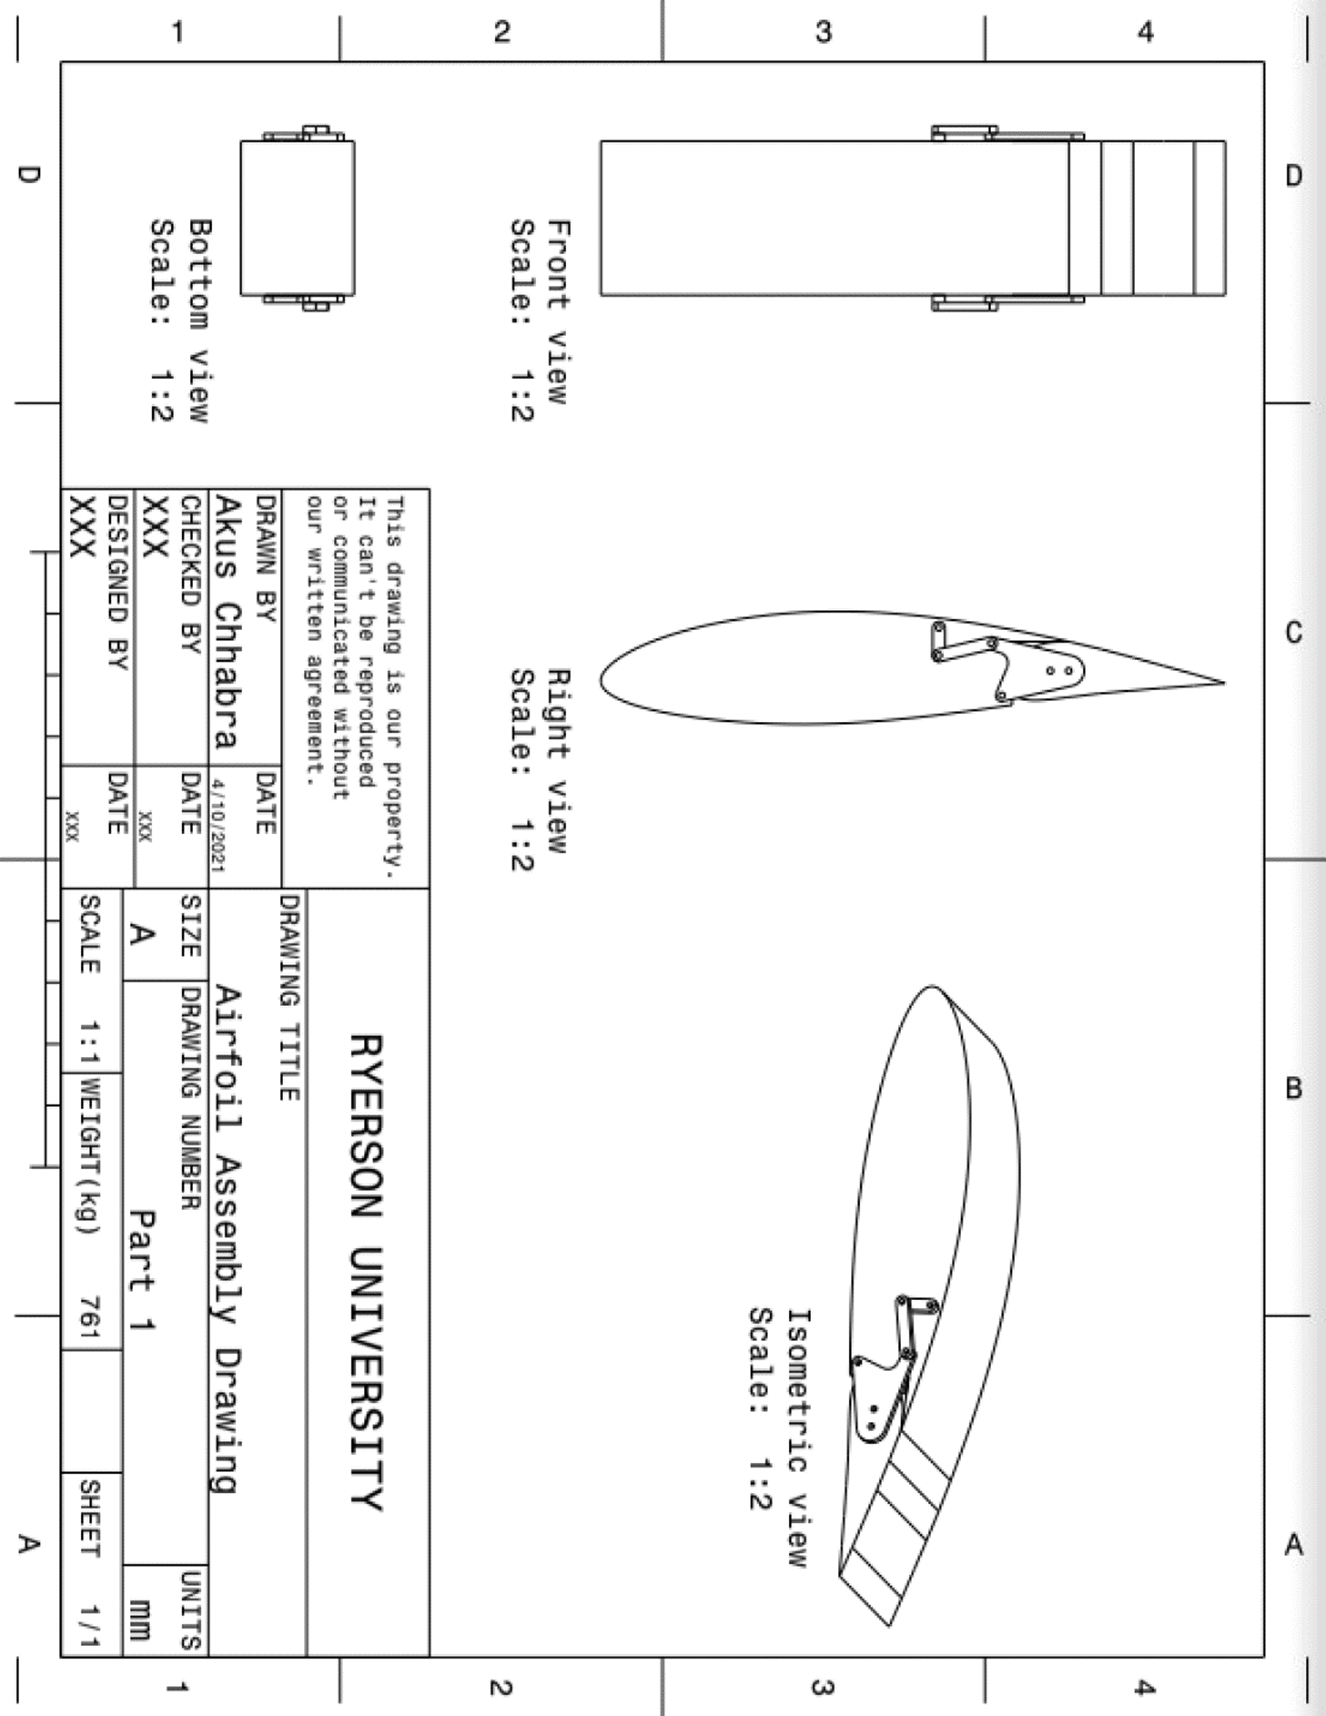 1
2
3
4
D
D
C
B
A
A
1
2
3
4
Front view
Scale: 1:2
Bottom view
Scale: 1:2
Right view
Scale: 1:2
Isometric view
Scale: 1:2
This drawing is our property.
It can't be reproduced
or communicated without
our written agreement.
RYERSON UNIVERSITY
DRAWN BY
DATE
Akus Chhabra
4/10/2021
DRAWING TITLE
Airfoil Assembly Drawing
CHECKED BY
DATE
XXX
XXX
SIZE
DRAWING NUMBER
UNITS
A
Part 1
mm
DESIGNED BY
DATE
XXX
XXX
SCALE 1:1
WEIGHT(kg) 761
SHEET 1/1